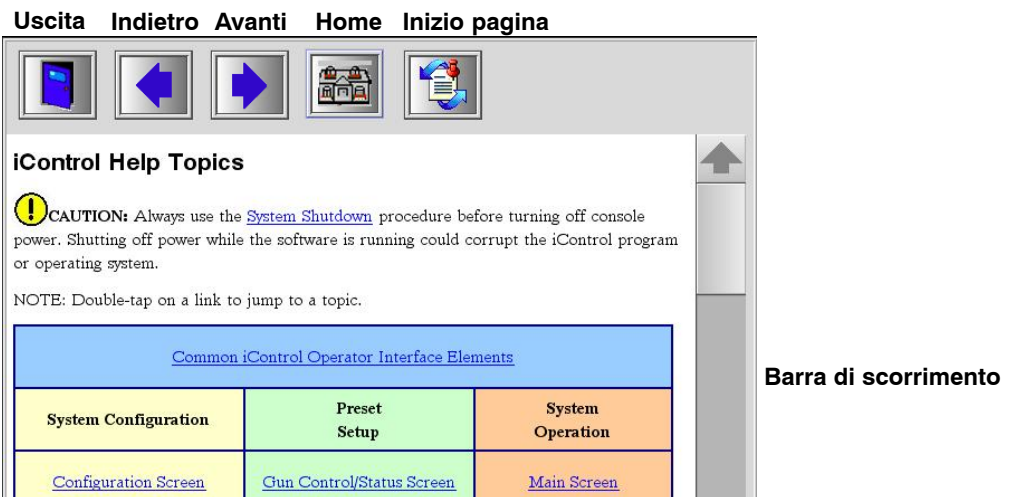 Uscita Indietro Avanti Home Inizio pagina
iControl Help Topics
CAUTION: Always use the System Shutdown procedure before turning off console
power. Shutting off power while the software is running could corrupt the iControl program
or operating system.
NOTE: Double-tap on a link to jump to a topic.
Common iControl Operator Interface Elements
Barra di scorrimento
System Configuration
Preset
Setup
System
Operation
Configuration Screen
Gun Control/Status Screen
Main Screen